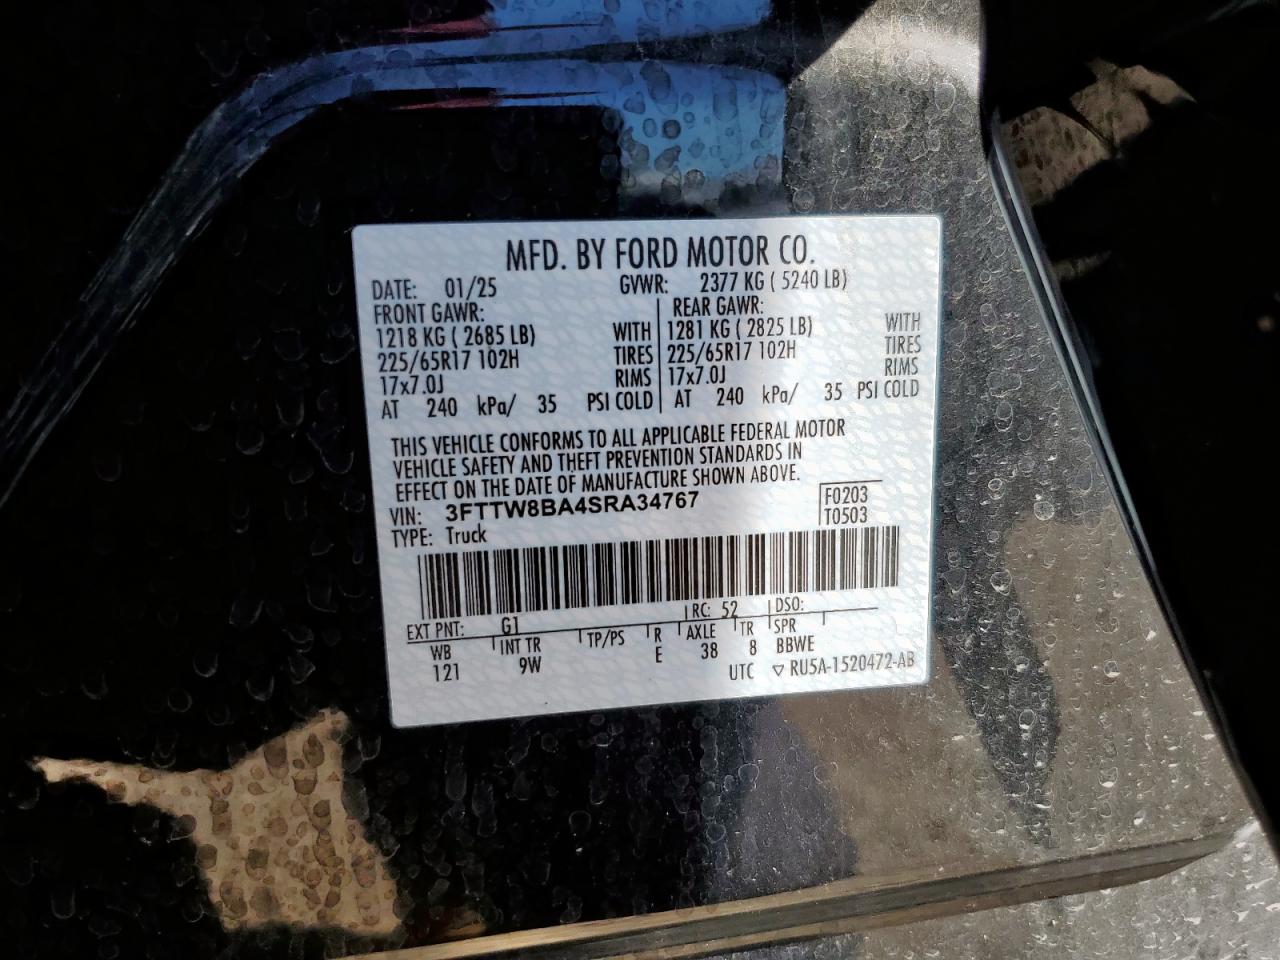 MFD. BY FORD MOTOR CO.
DATE: 01/25 GVWR: 2377 KG ( 5240 LB)
FRONT GAWR: REAR GAWR:
1218 KG ( 2685 LB) WITH 1281 KG ( 2825 LB) WITH
225/65R17 102H TIRES 225/65R17 102H TIRES
17x7.0J RIMS 17x7.0J RIMS
AT 240 kPa/ 35 PSI COLD AT 240 kPa/ 35 PSI COLD
THIS VEHICLE CONFORMS TO ALL APPLICABLE FEDERAL MOTOR
VEHICLE SAFETY AND THEFT PREVENTION STANDARDS IN
EFFECT ON THE DATE OF MANUFACTURE SHOWN ABOVE.
VIN: 3FTTW8BA4SRA34767 F0203
TYPE: Truck T0503
RC: 52 DSO:
EXT PNT: G1
WB INT TR TP/PS R AXLE TR SPR
121 9W E 38 8 BBWE
UTC ▽ RU5A-1520472-AB